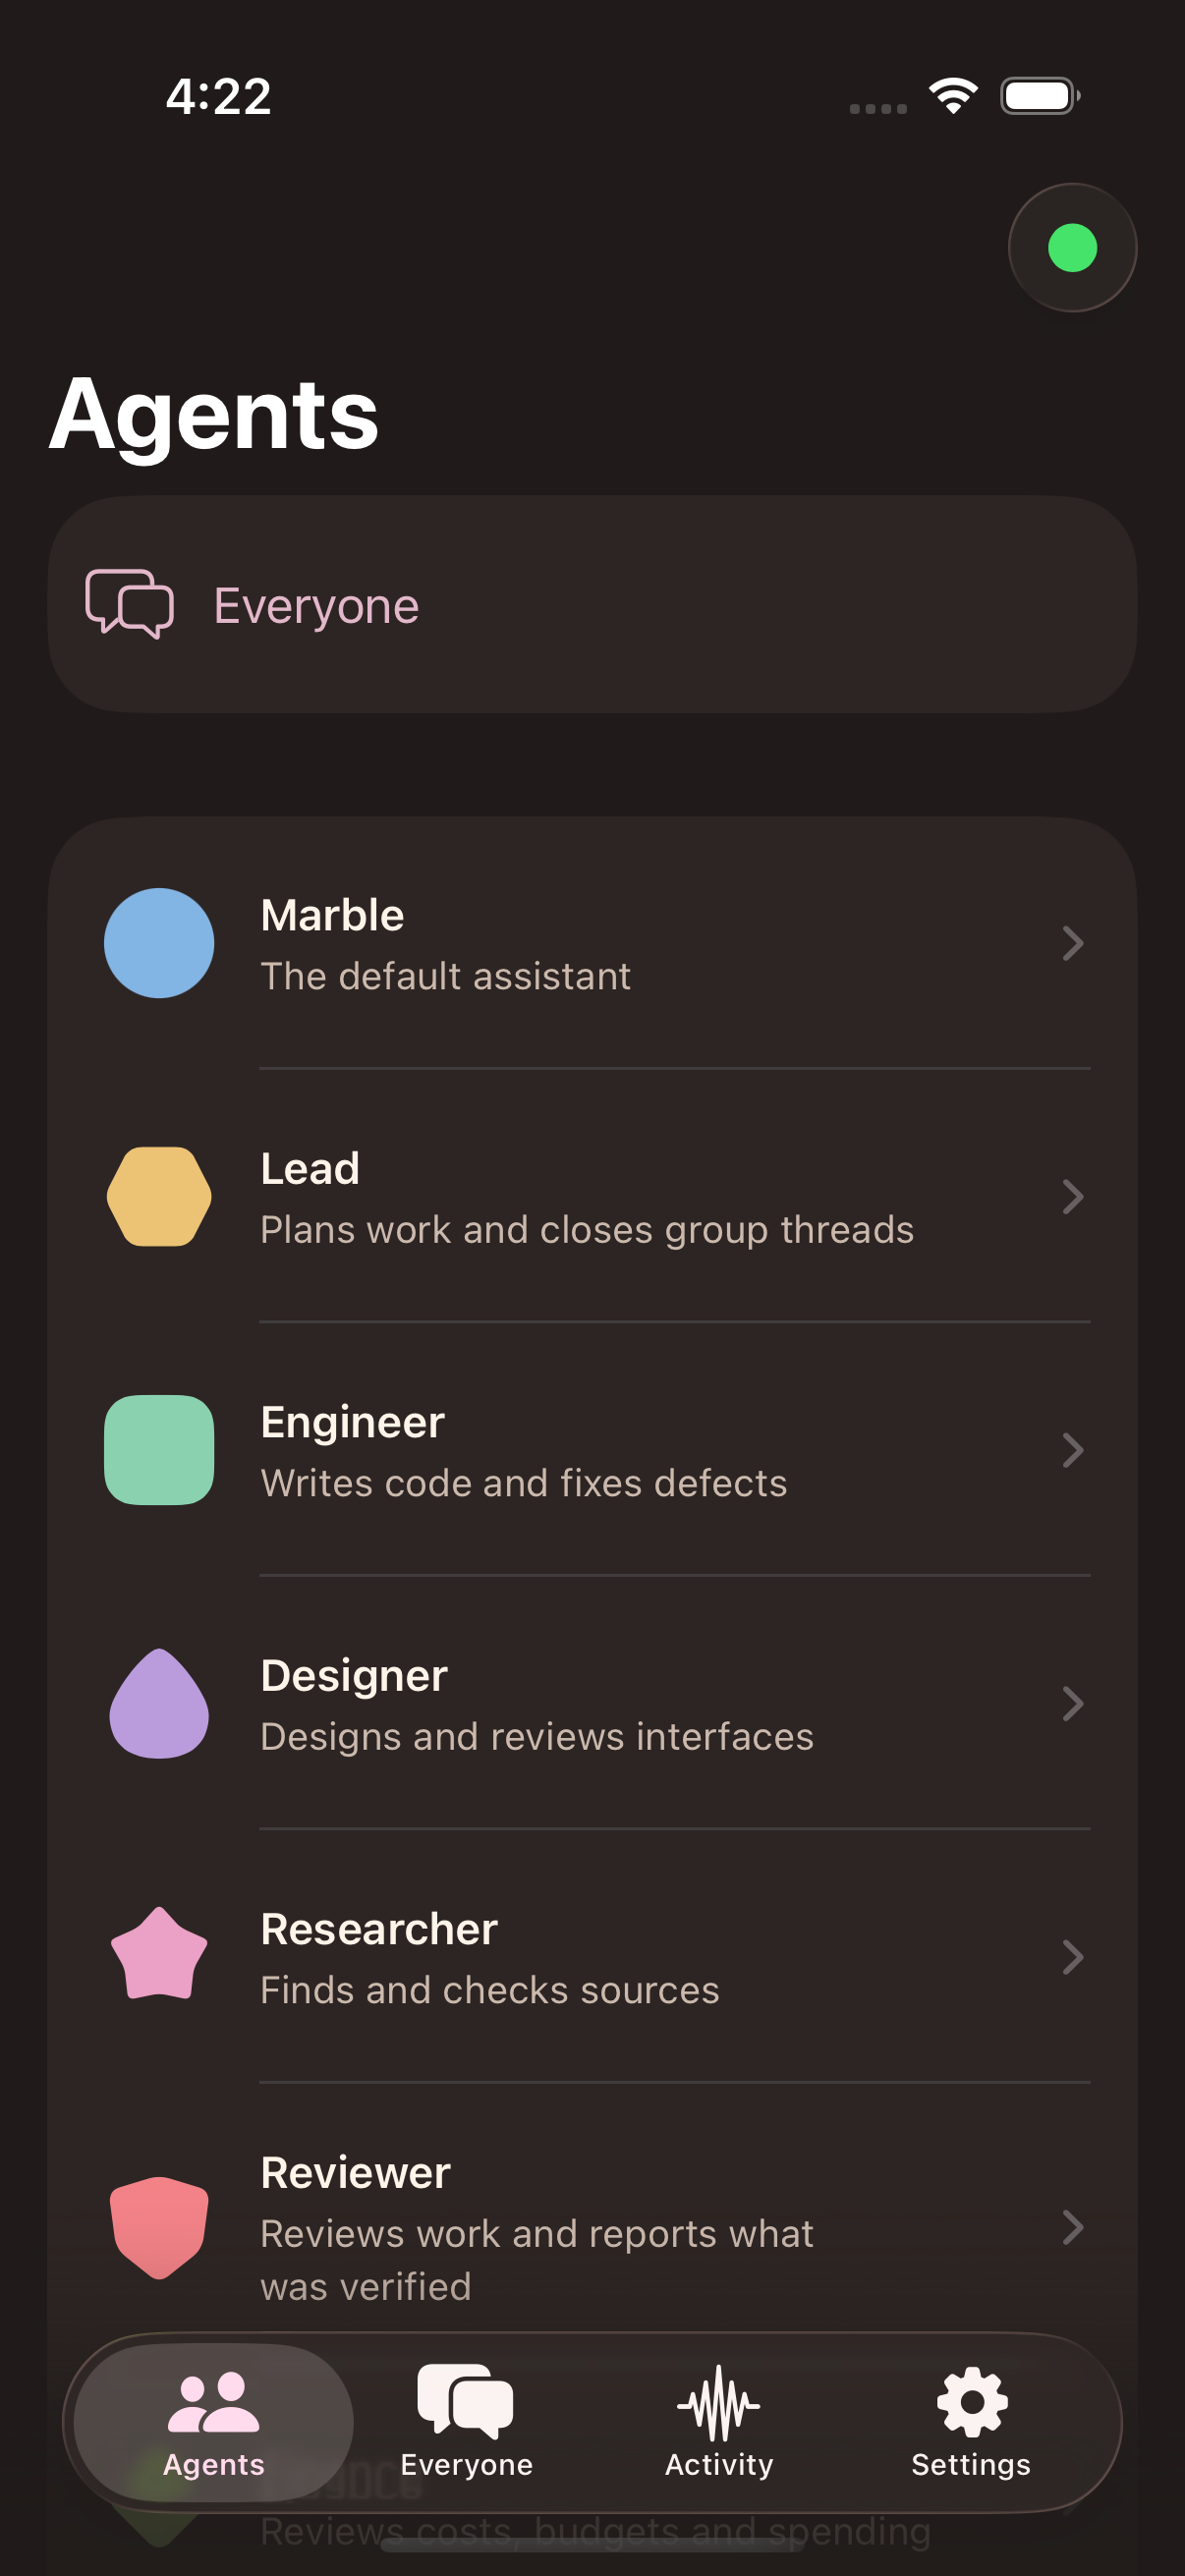 4:22
Agents
Everyone
Marble
The default assistant
Lead
Plans work and closes group threads
Engineer
Writes code and fixes defects
Designer
Designs and reviews interfaces
Researcher
Finds and checks sources
Reviewer
Reviews work and reports what
was verified
Agents
Everyone
Activity
Settings
Reviews costs, budgets and spending